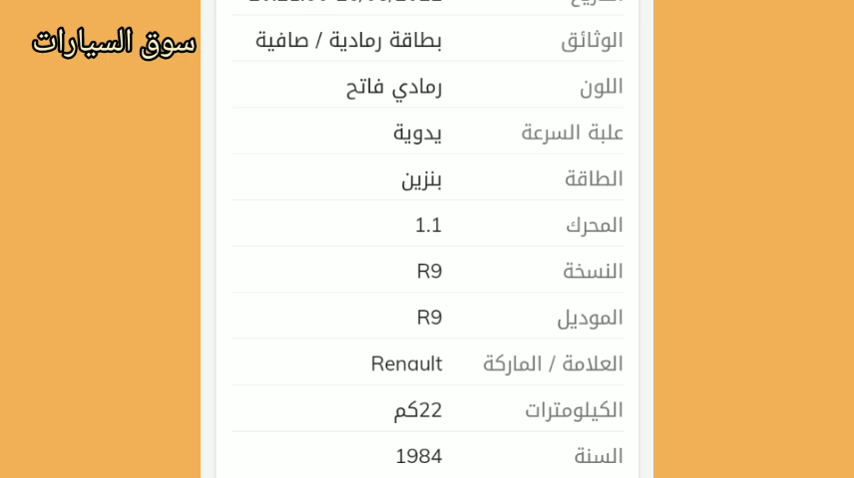 سوق السيارات
الوثائق بطاقة رمادية / صافية
اللون رمادي فاتح
علبة السرعة يدوية
الطاقة بنزين
المحرك 1.1
النسخة R9
الموديل R9
العلامة / الماركة Renault
الكيلومترات 22كم
السنة 1984